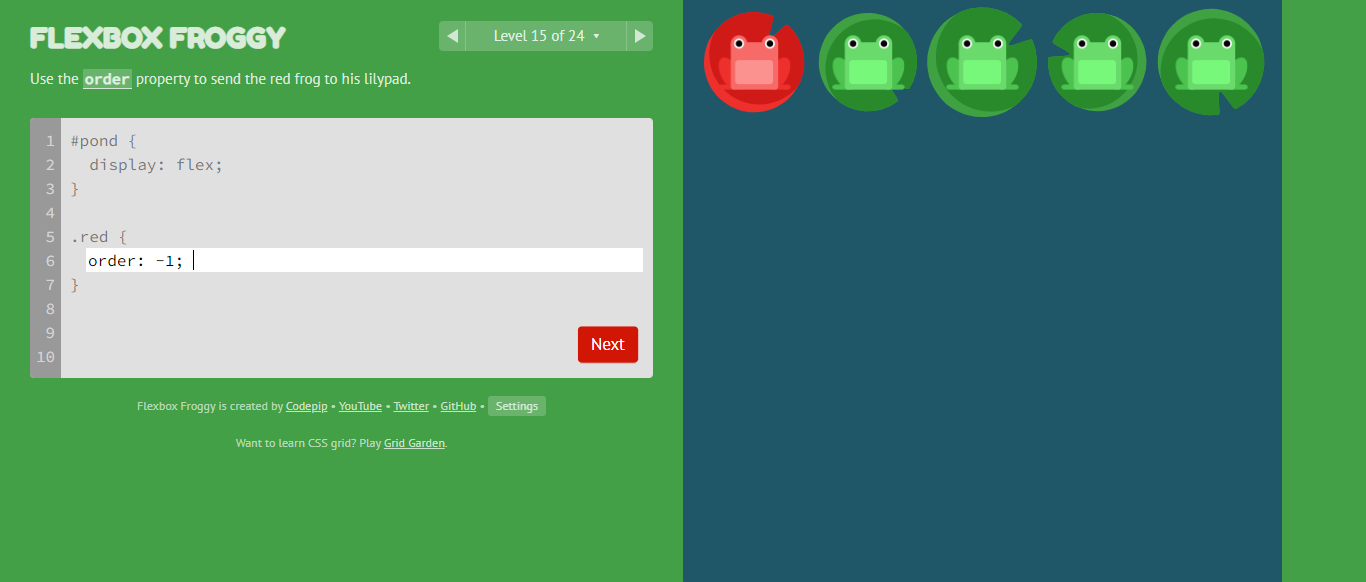 FLEXBOX FROGGY
◀ Level 15 of 24 ▾ ▶
Use the order property to send the red frog to his lilypad.
1 #pond {
2   display: flex;
3 }
4
5 .red {
6   order: -1;
7 }
8
9
10
Next
Flexbox Froggy is created by Codepip • YouTube • Twitter • GitHub • Settings
Want to learn CSS grid? Play Grid Garden.